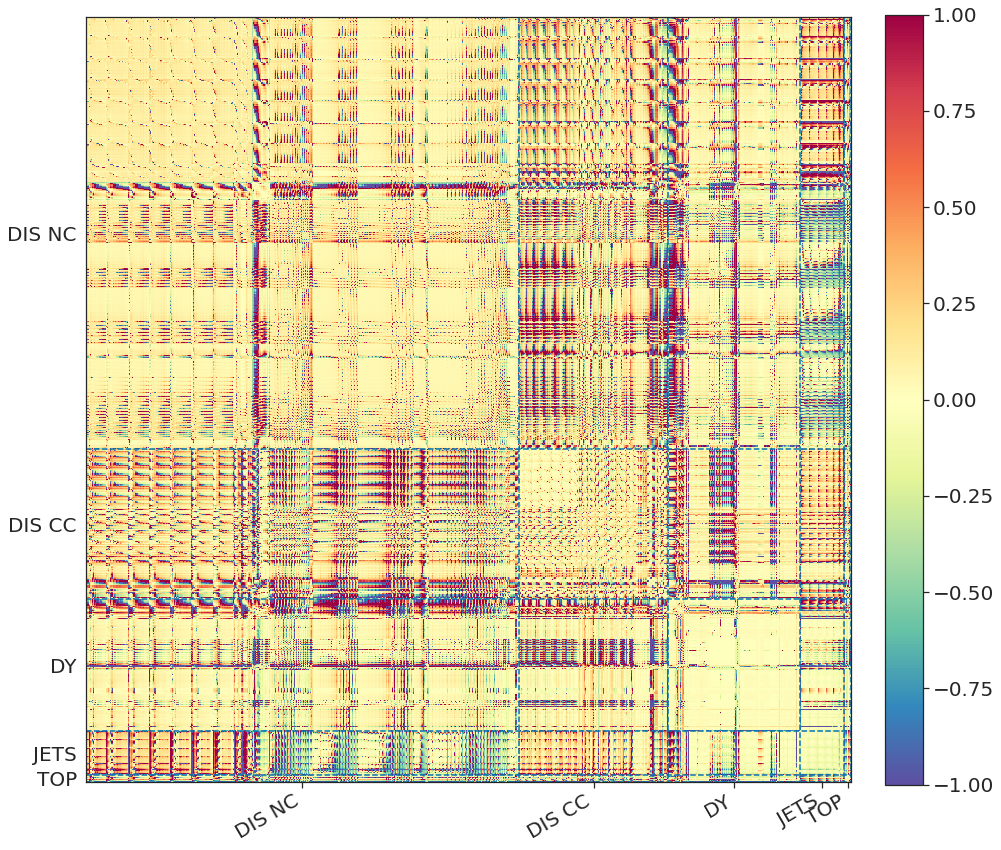 DIS NC
DIS CC
DY
JETS
TOP
DIS NC
DIS CC
DY
JETS
TOP
1.00
0.75
0.50
0.25
0.00
−0.25
−0.50
−0.75
−1.00